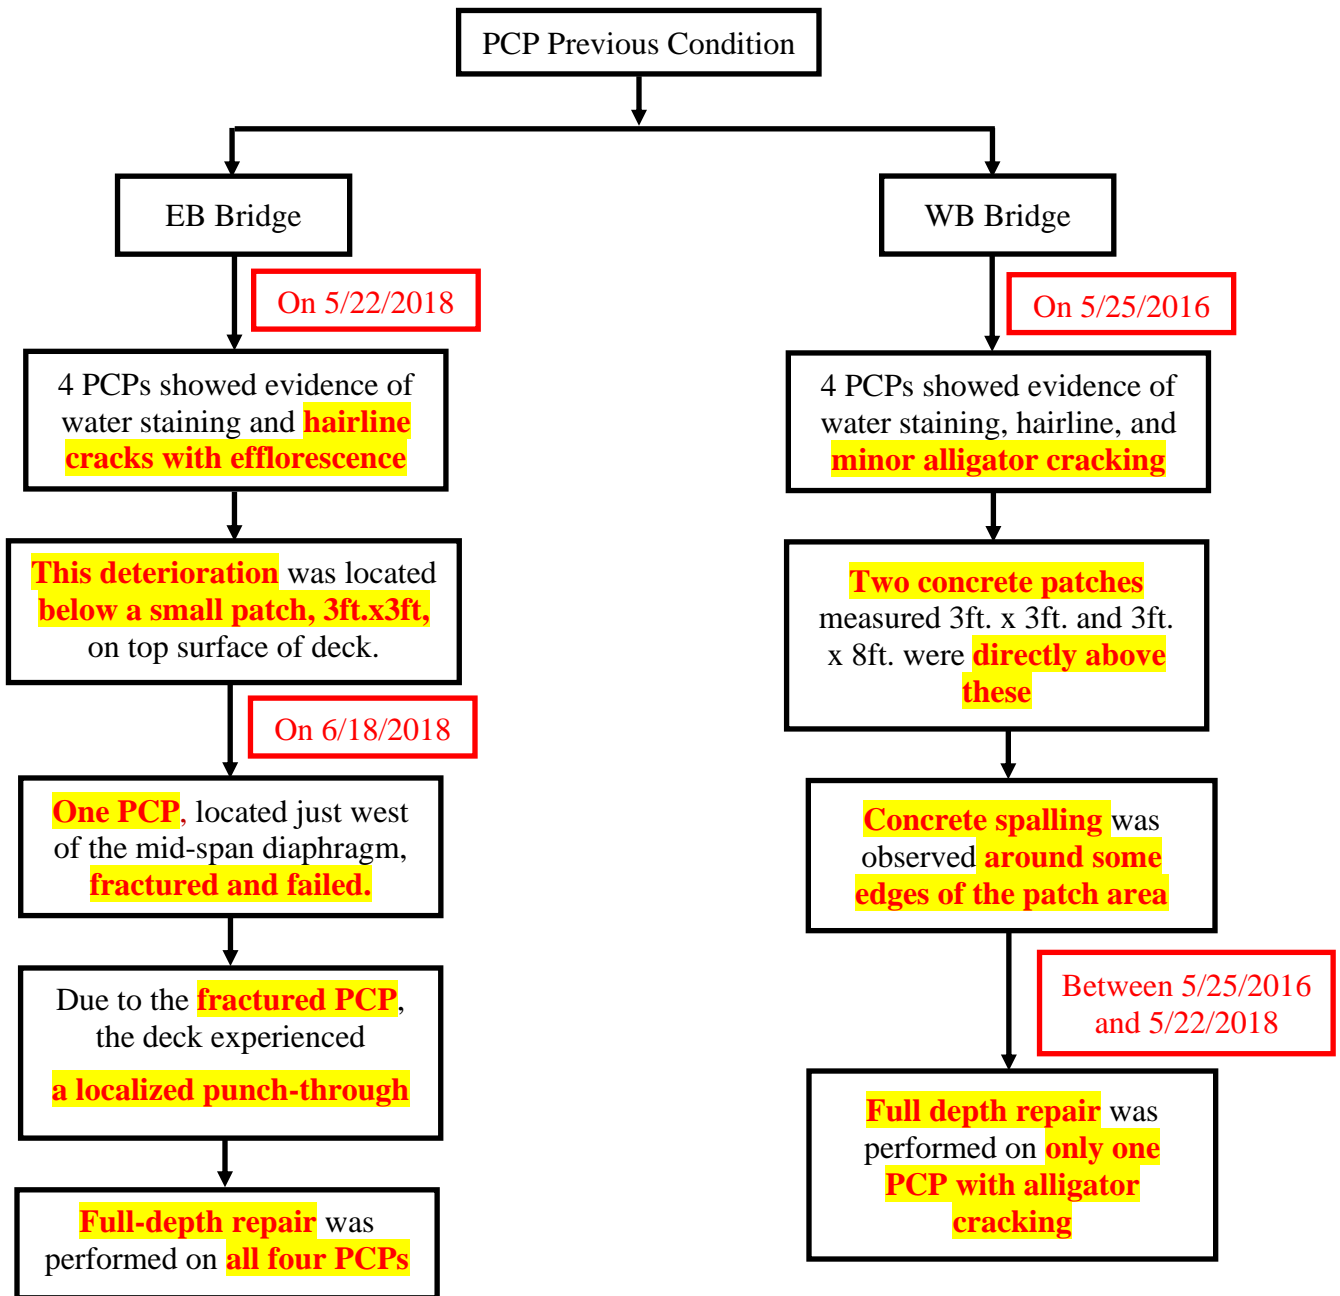 PCP Previous Condition
EB Bridge
On 5/22/2018
4 PCPs showed evidence of
water staining and hairline
cracks with efflorescence
This deterioration was located
below a small patch, 3ft.x3ft,
on top surface of deck.
On 6/18/2018
One PCP, located just west
of the mid-span diaphragm,
fractured and failed.
Due to the fractured PCP,
the deck experienced
a localized punch-through
Full-depth repair was
performed on all four PCPs
WB Bridge
On 5/25/2016
4 PCPs showed evidence of
water staining, hairline, and
minor alligator cracking
Two concrete patches
measured 3ft. x 3ft. and 3ft.
x 8ft. were directly above
these
Concrete spalling was
observed around some
edges of the patch area
Between 5/25/2016
and 5/22/2018
Full depth repair was
performed on only one
PCP with alligator
cracking